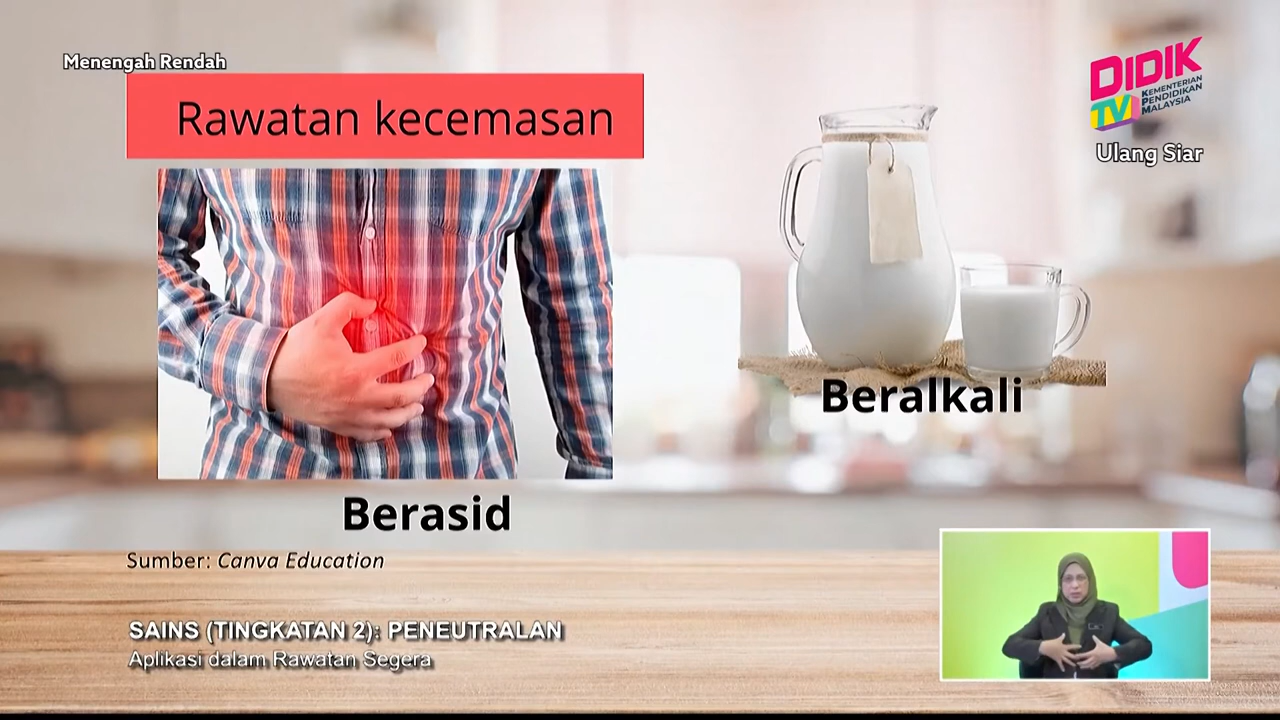 Menengah Rendah
Rawatan kecemasan
DIDIK
TV
KEMENTERIAN
PENDIDIKAN
MALAYSIA
Ulang Siar
Beralkali
Berasid
Sumber: Canva Education
SAINS (TINGKATAN 2): PENEUTRALAN
Aplikasi dalam Rawatan Segera